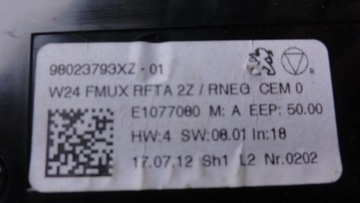 98023793XZ - 01
R
W24 FMUX RFTA 2Z / RNEG CEM 0
E1077080 M: A EEP: 50.00
HW:4 SW:08.01 In:18
17.07.12 Sh1 L2 Nr.0202